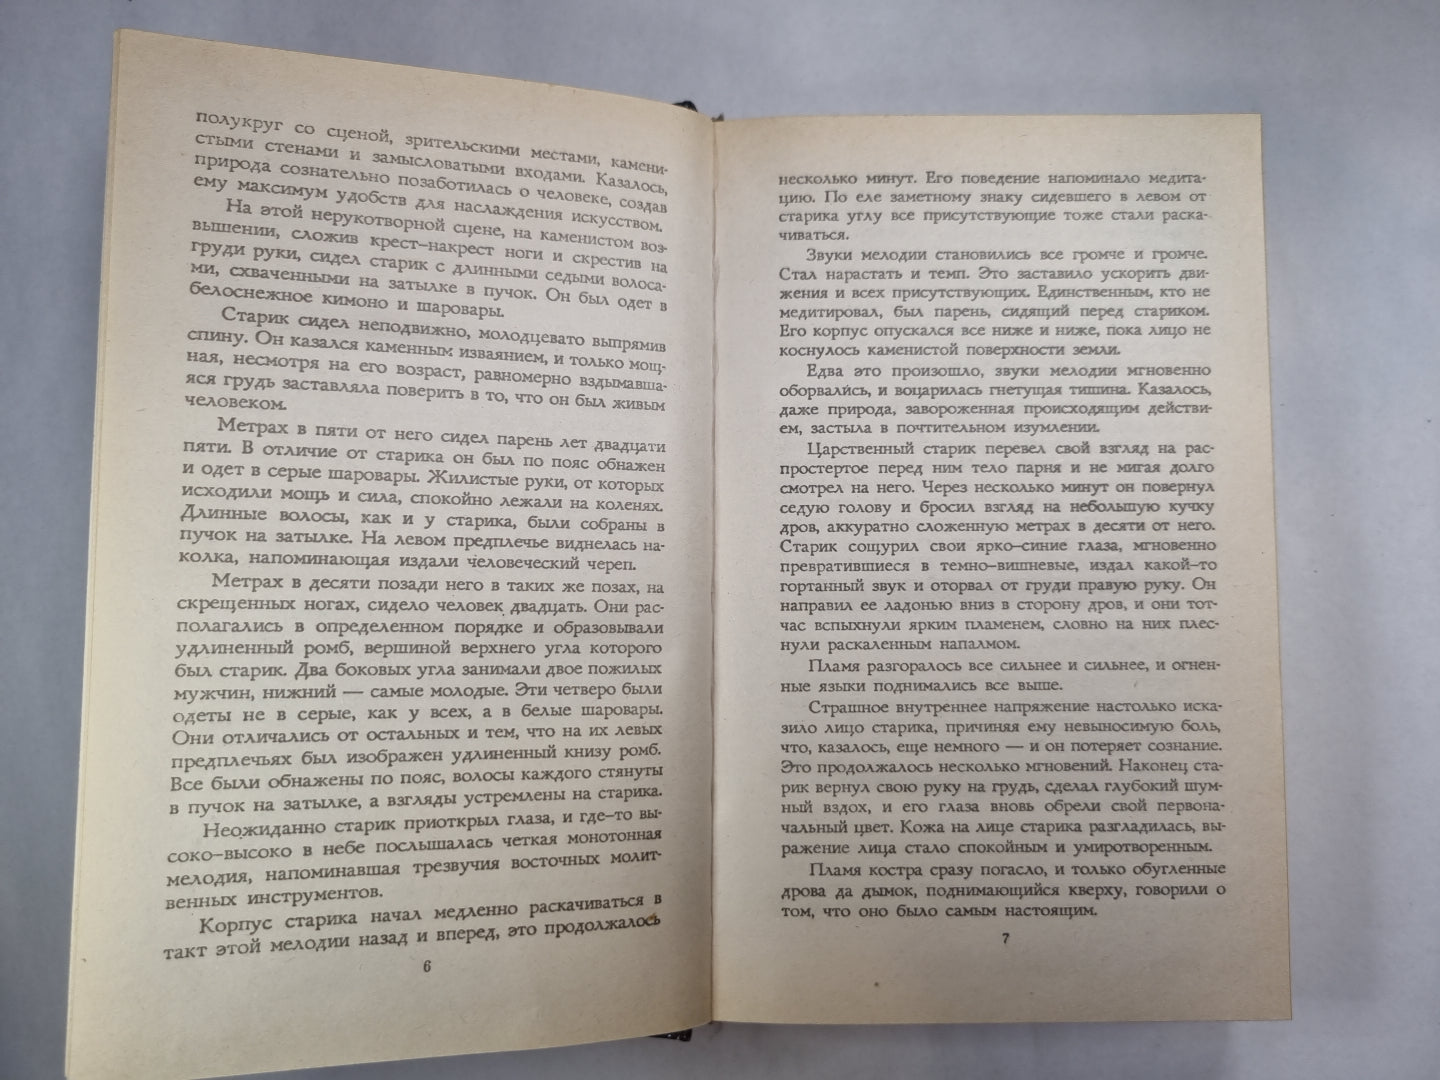 полукруг со сценой, зрительскими местами, камени-
стыми стенами и замысловатыми входами. Казалось,
природа сознательно позаботилась о человеке, создав
ему максимум удобств для наслаждения искусством.
На этой нерукотворной сцене, на каменистом воз-
вышении, сложив крест-накрест ноги и скрестив на
груди руки, сидел старик с длинными седыми волоса-
ми, схваченными на затылке в пучок. Он был одет в
белоснежное кимоно и шаровары.
Старик сидел неподвижно, молодцевато выпрямив
спину. Он казался каменным изваянием, и только мощ-
ная, несмотря на его возраст, равномерно вздымавша-
яся грудь заставляла поверить в то, что он был живым
человеком.
Метрах в пяти от него сидел парень лет двадцати
пяти. В отличие от старика он был по пояс обнажен
и одет в серые шаровары. Жилистые руки, от которых
исходили мощь и сила, спокойно лежали на коленях.
Длинные волосы, как и у старика, были собраны в
пучок на затылке. На левом предплечье виднелась на-
колка, напоминающая издали человеческий череп.
Метрах в десяти позади него в таких же позах, на
скрещенных ногах, сидело человек двадцать. Они рас-
полагались в определенном порядке и образовывали
удлиненный ромб, вершиной верхнего угла которого
был старик. Два боковых угла занимали двое пожилых
мужчин, нижний — самые молодые. Эти четверо были
одеты не в серые, как у всех, а в белые шаровары.
Они отличались от остальных и тем, что на их левых
предплечьях был изображен удлиненный книзу ромб.
Все были обнажены по пояс, волосы каждого стянуты
в пучок на затылке, а взгляды устремлены на старика.
Неожиданно старик приоткрыл глаза, и где-то вы-
соко-высоко в небе послышалась четкая монотонная
мелодия, напоминавшая трезвучия восточных молит-
венных инструментов.
Корпус старика начал медленно раскачиваться в
такт этой мелодии назад и вперед, это продолжалось
6
несколько минут. Его поведение напоминало медита-
цию. По еле заметному знаку сидевшего в левом от
старика углу все присутствующие тоже стали раска-
чиваться.
Звуки мелодии становились все громче и громче.
Стал нарастать и темп. Это заставило ускорить дви-
жения и всех присутствующих. Единственным, кто не
медитировал, был парень, сидящий перед стариком.
Его корпус опускался все ниже и ниже, пока лицо не
коснулось каменистой поверхности земли.
Едва это произошло, звуки мелодии мгновенно
оборвались, и воцарилась гнетущая тишина. Казалось,
даже природа, завороженная происходящим действи-
ем, застыла в почтительном изумлении.
Царственный старик перевел свой взгляд на рас-
простертое перед ним тело парня и не мигая долго
смотрел на него. Через несколько минут он повернул
седую голову и бросил взгляд на небольшую кучку
дров, аккуратно сложенную метрах в десяти от него.
Старик сощурил свои ярко-синие глаза, мгновенно
превратившиеся в темно-вишневые, издал какой-то
гортанный звук и оторвал от груди правую руку. Он
направил ее ладонью вниз в сторону дров, и они тот-
час вспыхнули ярким пламенем, словно на них плес-
нули раскаленным напалмом.
Пламя разгоралось все сильнее и сильнее, и огнен-
ные языки поднимались все выше.
Страшное внутреннее напряжение настолько иска-
зило лицо старика, причиняя ему невыносимую боль,
что, казалось, еще немного — и он потеряет сознание.
Это продолжалось несколько мгновений. Наконец ста-
рик вернул свою руку на грудь, сделал глубокий шум-
ный вздох, и его глаза вновь обрели свой первона-
чальный цвет. Кожа на лице старика разгладилась, вы-
ражение лица стало спокойным и умиротворенным.
Пламя костра сразу погасло, и только обугленные
дрова да дымок, поднимающийся кверху, говорили о
том, что оно было самым настоящим.
7